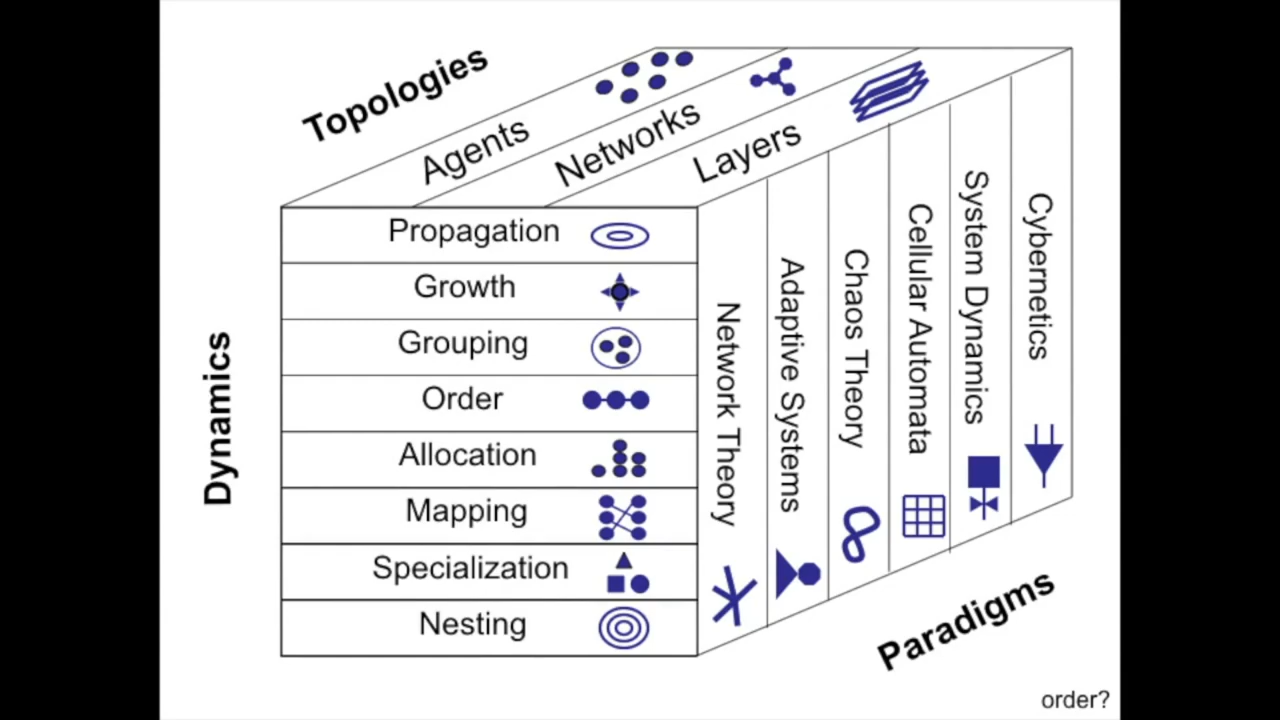 Topologies
Agents
Networks
Layers
Dynamics
Propagation
Growth
Grouping
Order
Allocation
Mapping
Specialization
Nesting
Network Theory
Adaptive Systems
Chaos Theory
Cellular Automata
System Dynamics
Cybernetics
Paradigms
order?